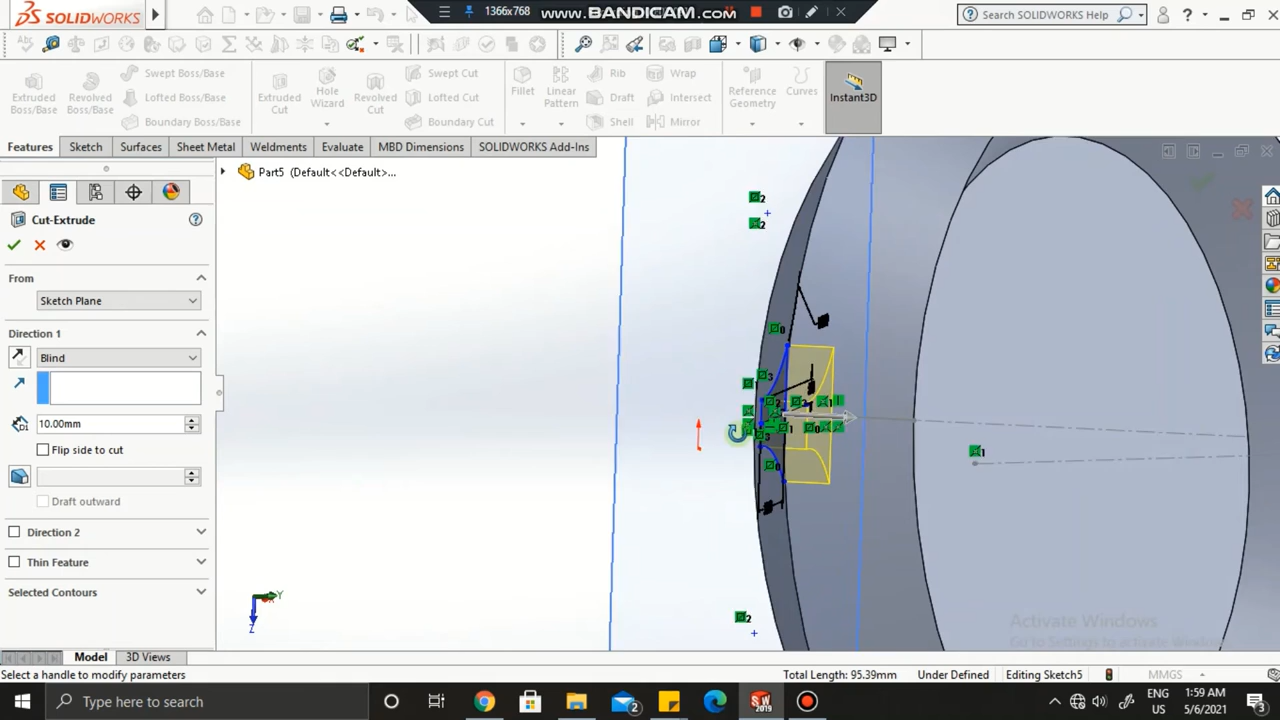 SOLIDWORKS
1366x768
WWW.BANDICAM.COM
Search SOLIDWORKS Help
Extruded Boss/Base
Revolved Boss/Base
Swept Boss/Base
Lofted Boss/Base
Boundary Boss/Base
Extruded Cut
Hole Wizard
Revolved Cut
Swept Cut
Lofted Cut
Boundary Cut
Fillet
Linear Pattern
Rib
Draft
Shell
Wrap
Intersect
Mirror
Reference Geometry
Curves
Instant3D
Features
Sketch
Surfaces
Sheet Metal
Weldments
Evaluate
MBD Dimensions
SOLIDWORKS Add-Ins
Part5 (Default<<Default>...
Cut-Extrude
From
Sketch Plane
Direction 1
Blind
10.00mm
Flip side to cut
Draft outward
Direction 2
Thin Feature
Selected Contours
Y
Z
Activate Windows
Go to Settings to activate Windows.
Model
3D Views
Select a handle to modify parameters
Total Length: 95.39mm
Under Defined
Editing Sketch5
MMGS
Type here to search
2
SW
2019
ENG
US
1:59 AM
5/6/2021
3